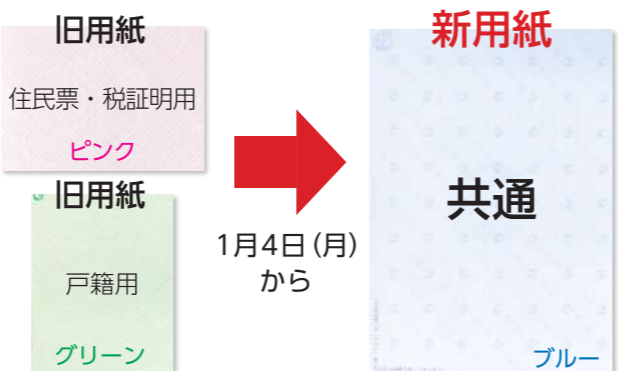 旧用紙
住民票・税証明用
ピンク
旧用紙
戸籍用
グリーン
1月4日(月)
から
新用紙
共通
ブルー